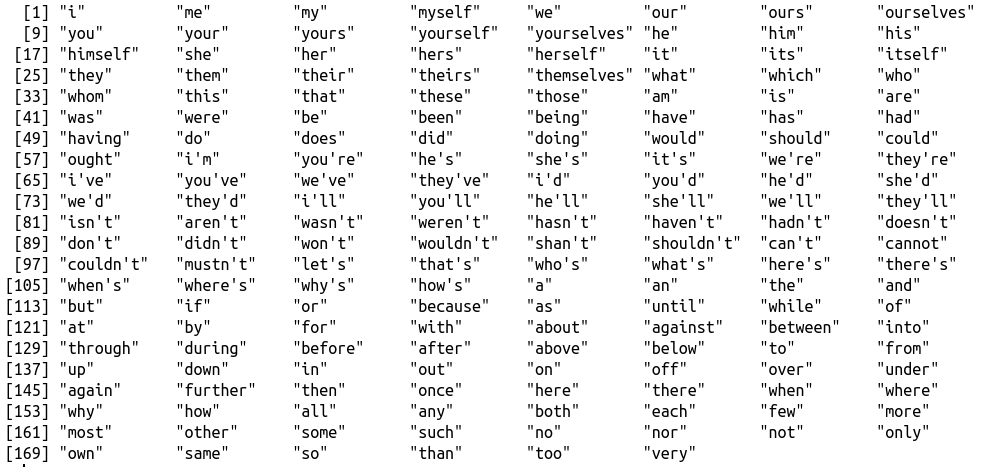 [1] "i" "me" "my" "myself" "we" "our" "ours" "ourselves"
[9] "you" "your" "yours" "yourself" "yourselves" "he" "him" "his"
[17] "himself" "she" "her" "hers" "herself" "it" "its" "itself"
[25] "they" "them" "their" "theirs" "themselves" "what" "which" "who"
[33] "whom" "this" "that" "these" "those" "am" "is" "are"
[41] "was" "were" "be" "been" "being" "have" "has" "had"
[49] "having" "do" "does" "did" "doing" "would" "should" "could"
[57] "ought" "i'm" "you're" "he's" "she's" "it's" "we're" "they're"
[65] "i've" "you've" "we've" "they've" "i'd" "you'd" "he'd" "she'd"
[73] "we'd" "they'd" "i'll" "you'll" "he'll" "she'll" "we'll" "they'll"
[81] "isn't" "aren't" "wasn't" "weren't" "hasn't" "haven't" "hadn't" "doesn't"
[89] "don't" "didn't" "won't" "wouldn't" "shan't" "shouldn't" "can't" "cannot"
[97] "couldn't" "mustn't" "let's" "that's" "who's" "what's" "here's" "there's"
[105] "when's" "where's" "why's" "how's" "a" "an" "the" "and"
[113] "but" "if" "or" "because" "as" "until" "while" "of"
[121] "at" "by" "for" "with" "about" "against" "between" "into"
[129] "through" "during" "before" "after" "above" "below" "to" "from"
[137] "up" "down" "in" "out" "on" "off" "over" "under"
[145] "again" "further" "then" "once" "here" "there" "when" "where"
[153] "why" "how" "all" "any" "both" "each" "few" "more"
[161] "most" "other" "some" "such" "no" "nor" "not" "only"
[169] "own" "same" "so" "than" "too" "very"